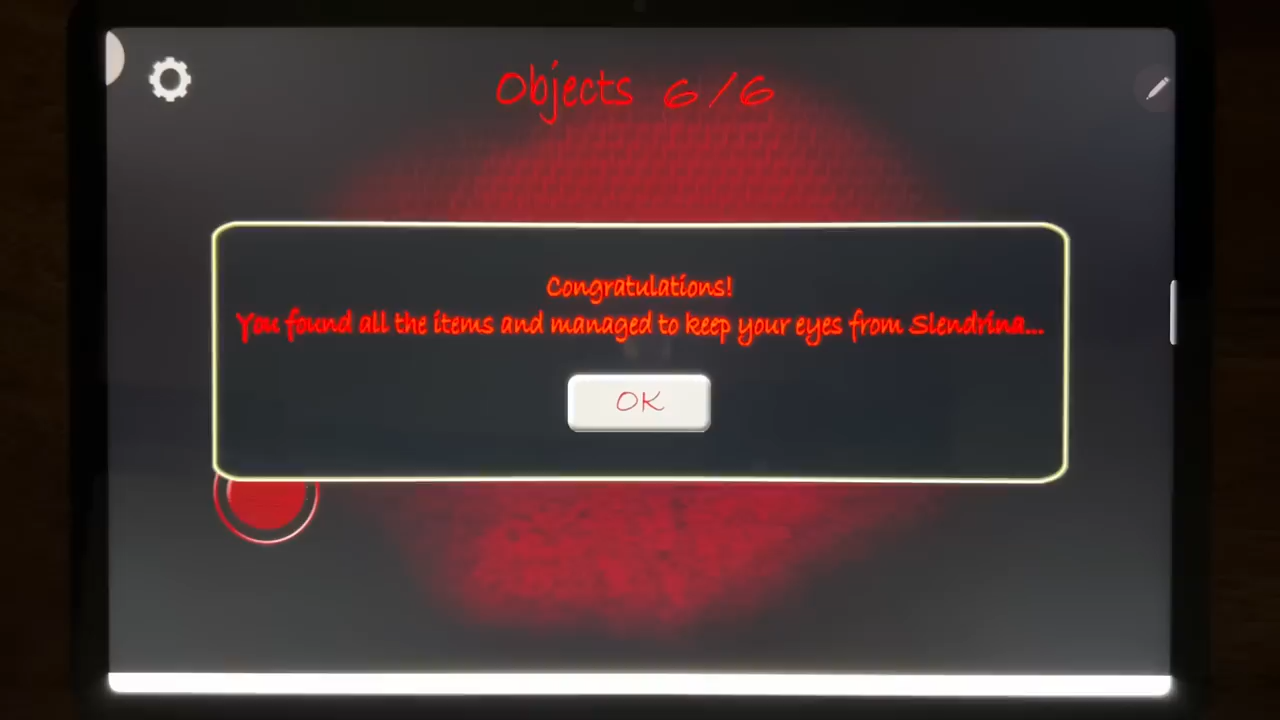 Objects 6/6
Congratulations!
You found all the items and managed to keep your eyes from Slendrina...
OK